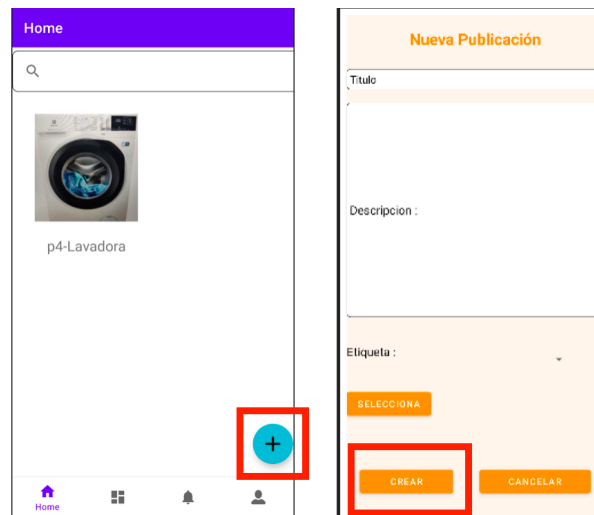 Home
p4-Lavadora
+
Home
Nueva Publicación
Titulo
Descripcion :
Etiqueta :
SELECCIONA
CREAR
CANCELAR